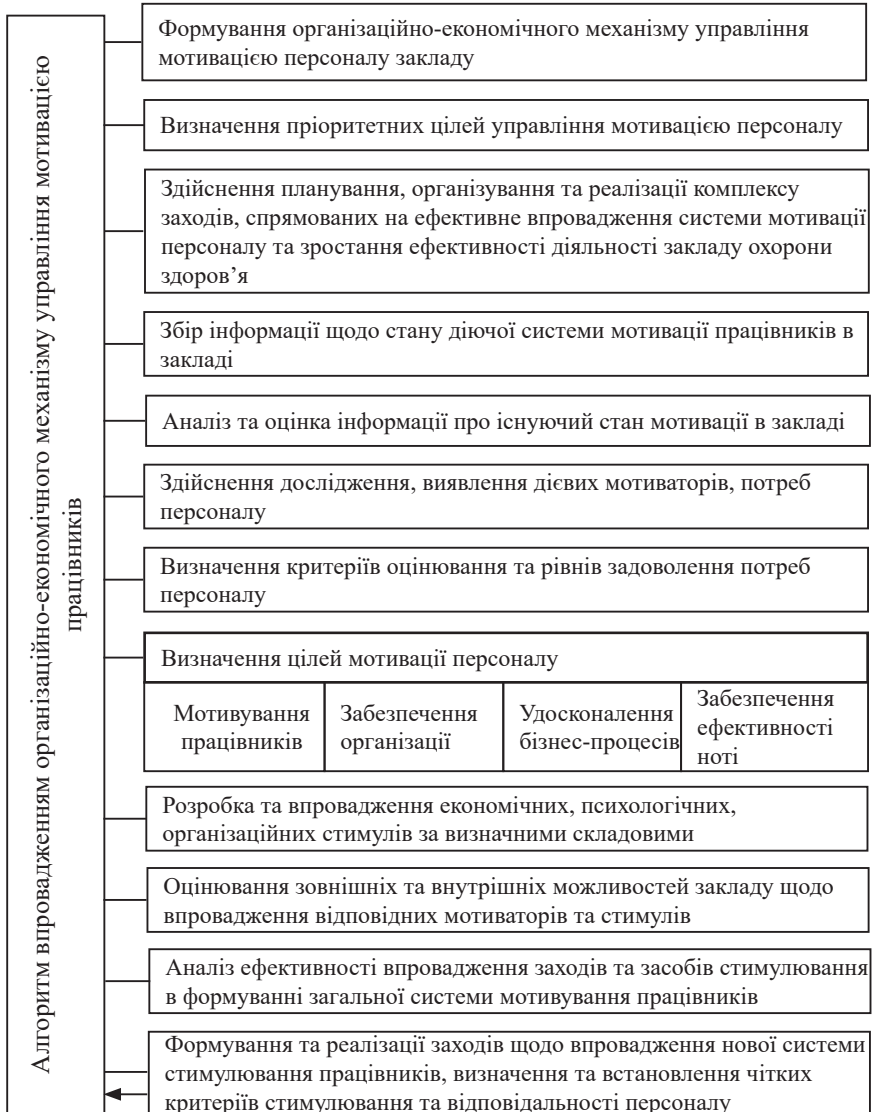 Алгоритм впровадженням організаційно-економічного механізму управління мотивацією
працівників
Формування організаційно-економічного механізму управління
мотивацією персоналу закладу
Визначення пріоритетних цілей управління мотивацією персоналу
Здійснення планування, організування та реалізації комплексу
заходів, спрямованих на ефективне впровадження системи мотивації
персоналу та зростання ефективності діяльності закладу охорони
здоров’я
Збір інформації щодо стану діючої системи мотивації працівників в
закладі
Аналіз та оцінка інформації про існуючий стан мотивації в закладі
Здійснення дослідження, виявлення дієвих мотиваторів, потреб
персоналу
Визначення критеріїв оцінювання та рівнів задоволення потреб
персоналу
Визначення цілей мотивації персоналу
Мотивування
працівників
Забезпечення
організації
Удосконалення
бізнес-процесів
Забезпечення
ефективності
ноті
Розробка та впровадження економічних, психологічних,
організаційних стимулів за визначними складовими
Оцінювання зовнішніх та внутрішніх можливостей закладу щодо
впровадження відповідних мотиваторів та стимулів
Аналіз ефективності впровадження заходів та засобів стимулювання
в формуванні загальної системи мотивування працівників
Формування та реалізації заходів щодо впровадження нової системи
стимулювання працівників, визначення та встановлення чітких
критеріїв стимулювання та відповідальності персоналу